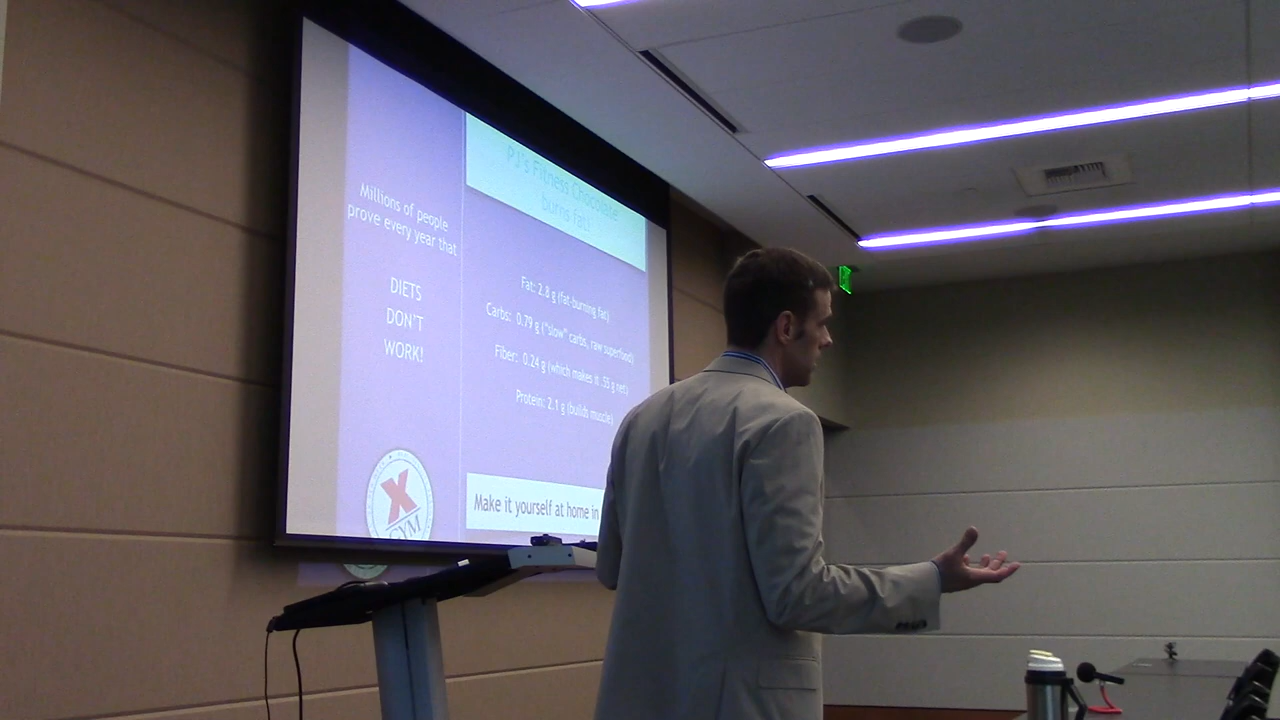 Millions of people
prove every year that
DIETS
DON'T
WORK!
X
GYM
PJ's Fitness Chocolate
burns fat!
Fat: 2.8 g (fat-burning fat)
Carbs: 0.79 g ("slow" carbs, raw superfood)
Fiber: 0.24 g (which makes it .55 g net)
Protein: 2.1 g (builds muscle)
Make it yourself at home in